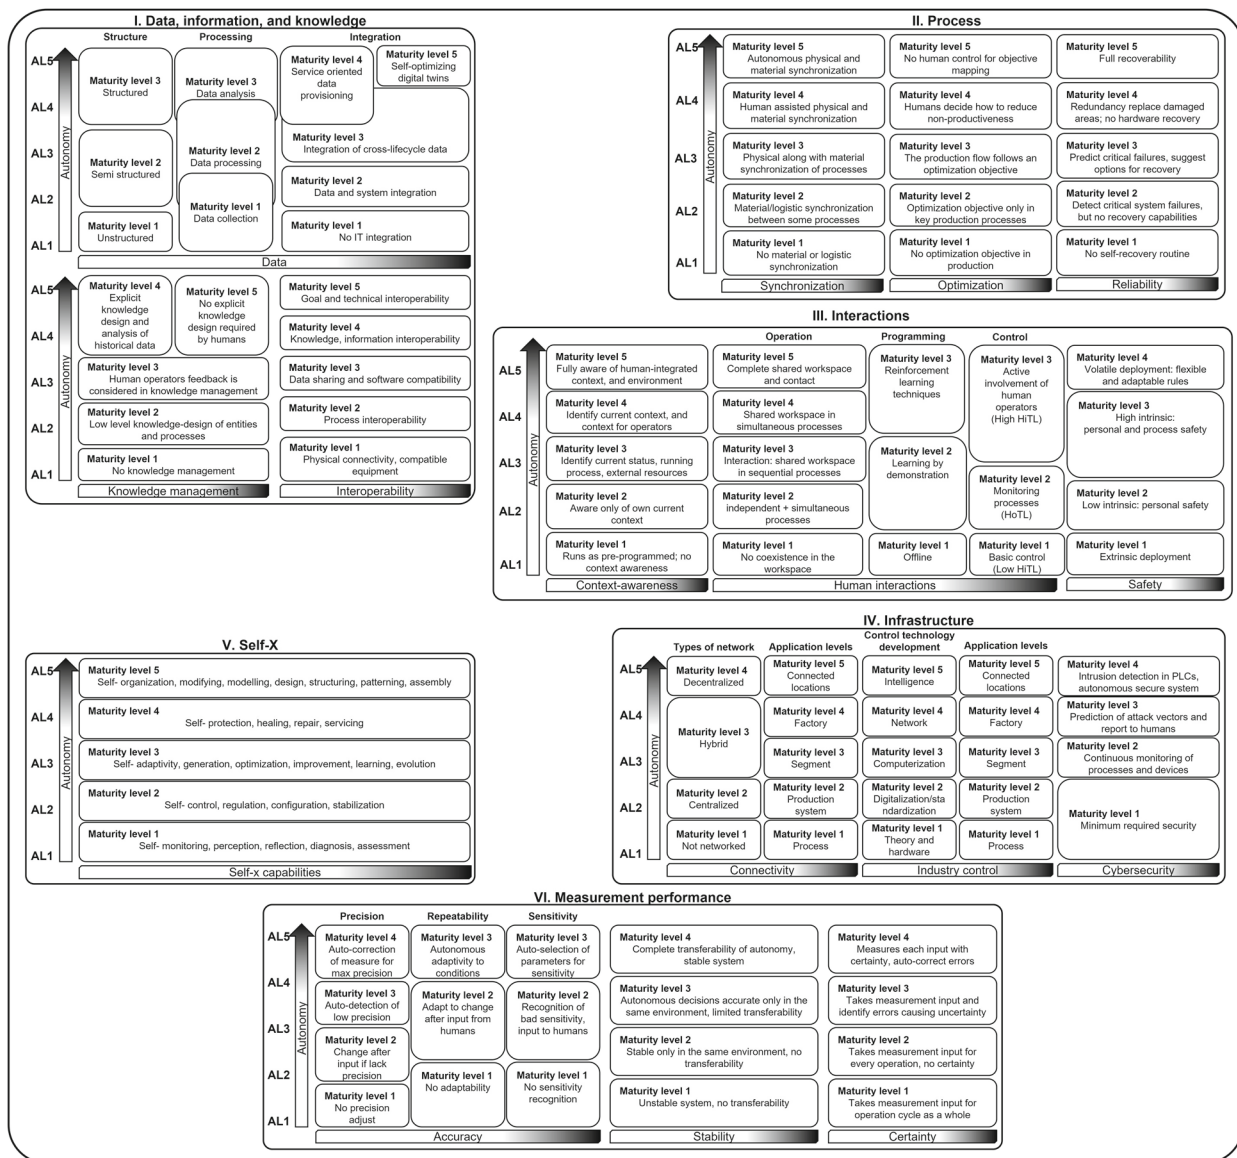 I. Data, information, and knowledge
Structure
Processing
Integration
Autonomy
AL5
AL4
AL3
AL2
AL1
Maturity level 3
Structured
Maturity level 2
Semi structured
Maturity level 1
Unstructured
Maturity level 3
Data analysis
Maturity level 2
Data processing
Maturity level 1
Data collection
Maturity level 4
Service oriented
data
provisioning
Maturity level 5
Self-optimizing
digital twins
Maturity level 3
Integration of cross-lifecycle data
Maturity level 2
Data and system integration
Maturity level 1
No IT integration
Data
Autonomy
AL5
AL4
AL3
AL2
AL1
Maturity level 4
Explicit
knowledge
design and
analysis of
historical data
Maturity level 5
No explicit
knowledge
design required
by humans
Maturity level 3
Human operators feedback is
considered in knowledge management
Maturity level 2
Low level knowledge-design of entities
and processes
Maturity level 1
No knowledge management
Knowledge management
Maturity level 5
Goal and technical interoperability
Maturity level 4
Knowledge, information interoperability
Maturity level 3
Data sharing and software compatibility
Maturity level 2
Process interoperability
Maturity level 1
Physical connectivity, compatible
equipment
Interoperability
II. Process
Autonomy
AL5
AL4
AL3
AL2
AL1
Maturity level 5
Autonomous physical and
material synchronization
Maturity level 4
Human assisted physical and
material synchronization
Maturity level 3
Physical along with material
synchronization of processes
Maturity level 2
Material/logistic synchronization
between some processes
Maturity level 1
No material or logistic
synchronization
Synchronization
Maturity level 5
No human control for objective
mapping
Maturity level 4
Humans decide how to reduce
non-productiveness
Maturity level 3
The production flow follows an
optimization objective
Maturity level 2
Optimization objective only in
key production processes
Maturity level 1
No optimization objective in
production
Optimization
Maturity level 5
Full recoverability
Maturity level 4
Redundancy replace damaged
areas; no hardware recovery
Maturity level 3
Predict critical failures, suggest
options for recovery
Maturity level 2
Detect critical system failures,
but no recovery capabilities
Maturity level 1
No self-recovery routine
Reliability
III. Interactions
Operation
Programming
Control
Autonomy
AL5
AL4
AL3
AL2
AL1
Maturity level 5
Fully aware of human-integrated
context, and environment
Maturity level 4
Identify current context, and
context for operators
Maturity level 3
Identify current status, running
process, external resources
Maturity level 2
Aware only of own current
context
Maturity level 1
Runs as pre-programmed; no
context awareness
Context-awareness
Maturity level 5
Complete shared workspace
and contact
Maturity level 4
Shared workspace in
simultaneous processes
Maturity level 3
Interaction: shared workspace
in sequential processes
Maturity level 2
independent + simultaneous
processes
Maturity level 1
No coexistence in the
workspace
Maturity level 3
Reinforcement
learning
techniques
Maturity level 2
Learning by
demonstration
Maturity level 1
Offline
Maturity level 3
Active
involvement of
human
operators
(High HiTL)
Maturity level 2
Monitoring
processes
(HoTL)
Maturity level 1
Basic control
(Low HiTL)
Human interactions
Maturity level 4
Volatile deployment: flexible
and adaptable rules
Maturity level 3
High intrinsic:
personal and process safety
Maturity level 2
Low intrinsic: personal safety
Maturity level 1
Extrinsic deployment
Safety
V. Self-X
Autonomy
AL5
AL4
AL3
AL2
AL1
Maturity level 5
Self- organization, modifying, modelling, design, structuring, patterning, assembly
Maturity level 4
Self- protection, healing, repair, servicing
Maturity level 3
Self- adaptivity, generation, optimization, improvement, learning, evolution
Maturity level 2
Self- control, regulation, configuration, stabilization
Maturity level 1
Self- monitoring, perception, reflection, diagnosis, assessment
Self-x capabilities
IV. Infrastructure
Types of network
Application levels
Control technology
development
Application levels
Autonomy
AL5
AL4
AL3
AL2
AL1
Maturity level 4
Decentralized
Maturity level 3
Hybrid
Maturity level 2
Centralized
Maturity level 1
Not networked
Maturity level 5
Connected
locations
Maturity level 4
Factory
Maturity level 3
Segment
Maturity level 2
Production
system
Maturity level 1
Process
Connectivity
Maturity level 5
Intelligence
Maturity level 4
Network
Maturity level 3
Computerization
Maturity level 2
Digitalization/sta
ndardization
Maturity level 1
Theory and
hardware
Maturity level 5
Connected
locations
Maturity level 4
Factory
Maturity level 3
Segment
Maturity level 2
Production
system
Maturity level 1
Process
Industry control
Maturity level 4
Intrusion detection in PLCs,
autonomous secure system
Maturity level 3
Prediction of attack vectors and
report to humans
Maturity level 2
Continuous monitoring of
processes and devices
Maturity level 1
Minimum required security
Cybersecurity
VI. Measurement performance
Precision
Repeatability
Sensitivity
Autonomy
AL5
AL4
AL3
AL2
AL1
Maturity level 4
Auto-correction
of measure for
max precision
Maturity level 3
Auto-detection of
low precision
Maturity level 2
Change after
input if lack
precision
Maturity level 1
No precision
adjust
Maturity level 3
Autonomous
adaptivity to
conditions
Maturity level 2
Adapt to change
after input from
humans
Maturity level 1
No adaptability
Maturity level 3
Auto-selection of
parameters for
sensitivity
Maturity level 2
Recognition of
bad sensitivity,
input to humans
Maturity level 1
No sensitivity
recognition
Accuracy
Maturity level 4
Complete transferability of autonomy,
stable system
Maturity level 3
Autonomous decisions accurate only in the
same environment, limited transferability
Maturity level 2
Stable only in the same environment, no
transferability
Maturity level 1
Unstable system, no transferability
Stability
Maturity level 4
Measures each input with
certainty, auto-correct errors
Maturity level 3
Takes measurement input and
identify errors causing uncertainty
Maturity level 2
Takes measurement input for
every operation, no certainty
Maturity level 1
Takes measurement input for
operation cycle as a whole
Certainty